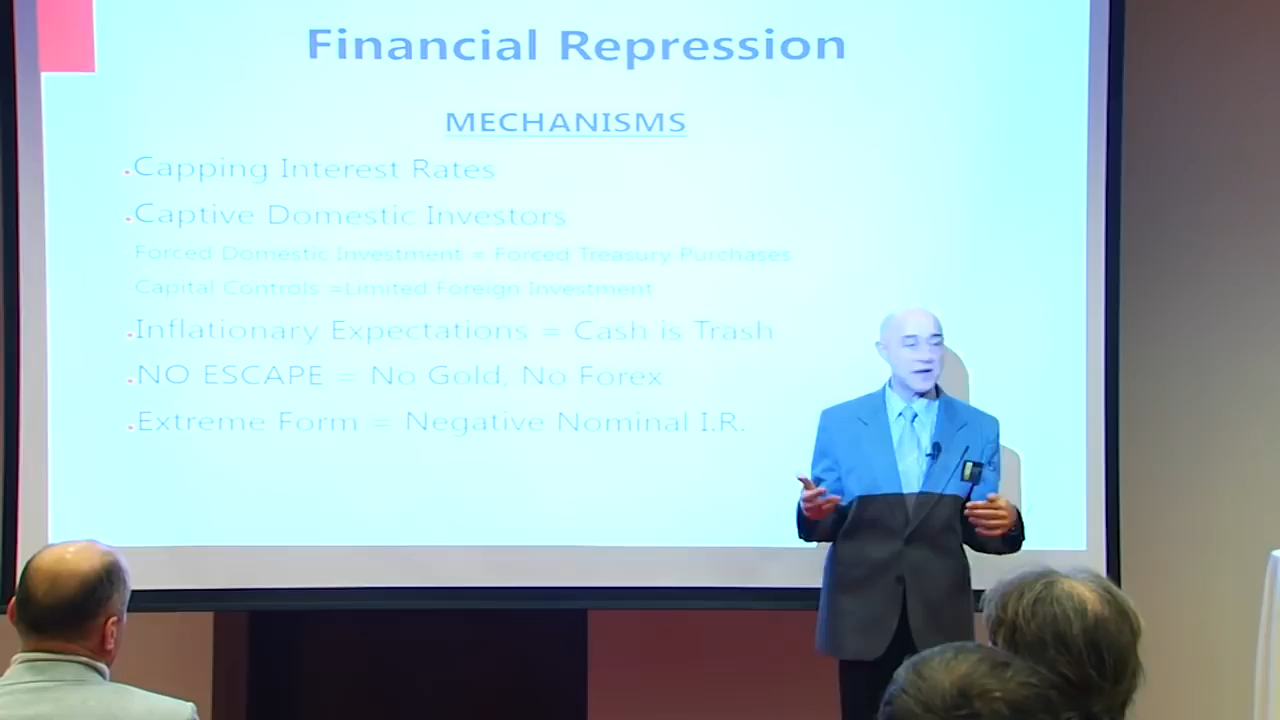 Financial Repression
MECHANISMS
.Capping Interest Rates
.Captive Domestic Investors
Forced Domestic Investment = Forced Treasury Purchases
Capital Controls =Limited Foreign Investment
.Inflationary Expectations = Cash is Trash
.NO ESCAPE = No Gold, No Forex
.Extreme Form = Negative Nominal I.R.